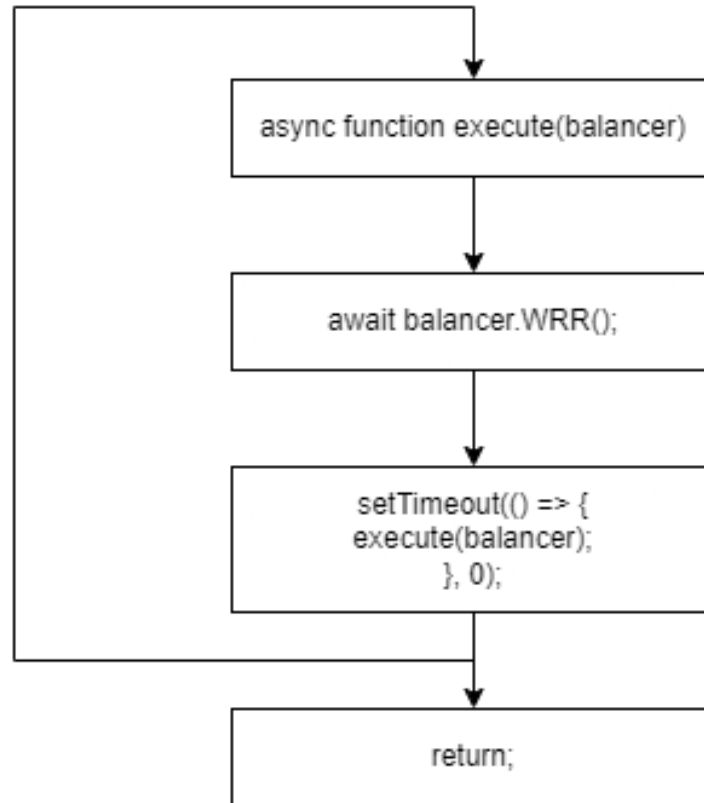 async function execute(balancer)
await balancer.WRR();
setTimeout(() => {
execute(balancer);
}, 0);
return;